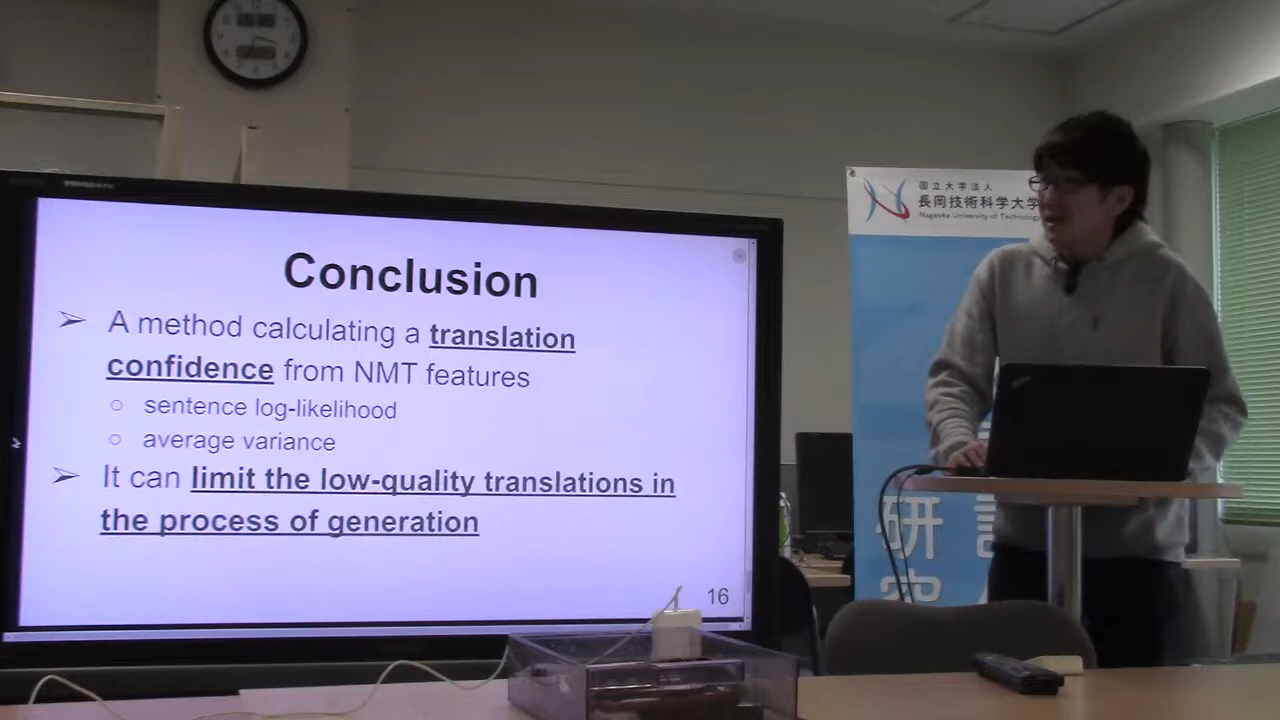 Conclusion
➢ A method calculating a translation
confidence from NMT features
○ sentence log-likelihood
○ average variance
➢ It can limit the low-quality translations in
the process of generation
16
国立大学法人
長岡技術科学大学
Nagaoka University of Technology
研
究